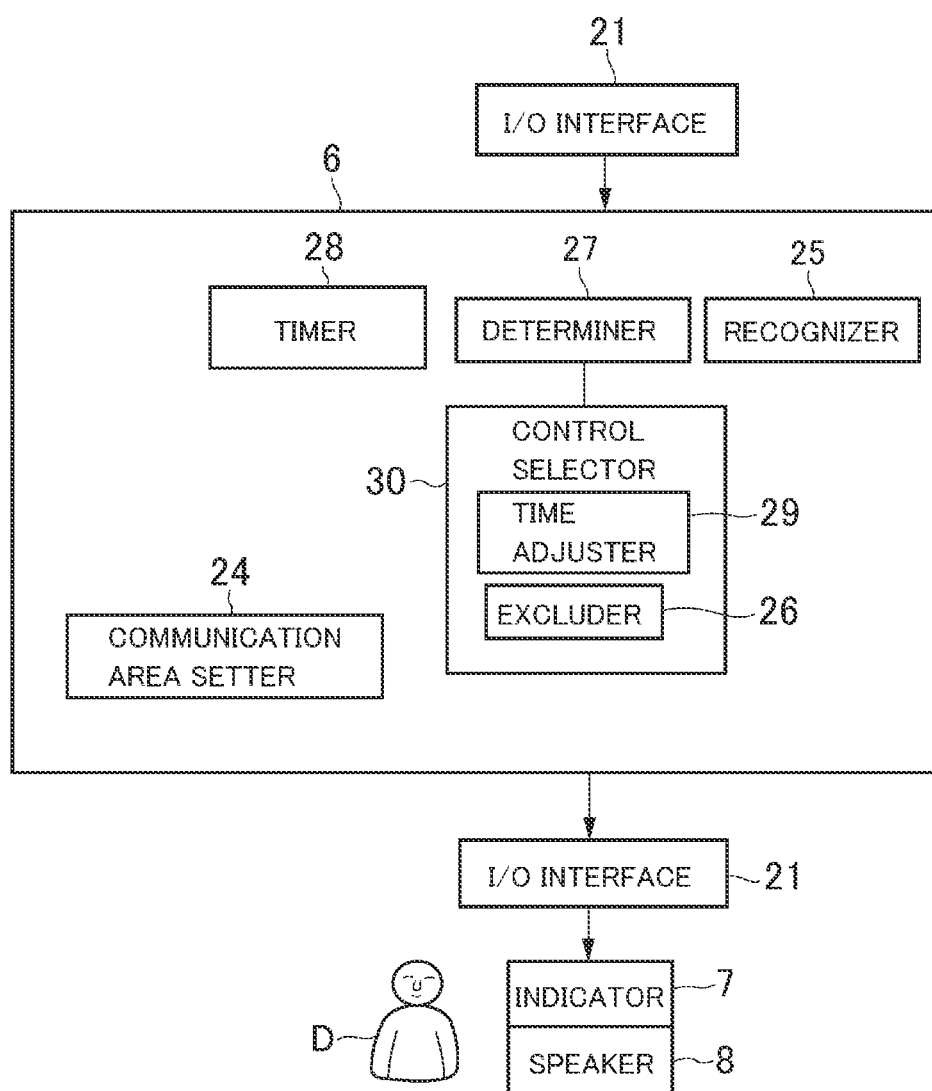 21
I/O INTERFACE
6
28
27
25
TIMER
DETERMINER
RECOGNIZER
CONTROL
SELECTOR
30
TIME
ADJUSTER
29
EXCLUDER
26
24
COMMUNICATION
AREA SETTER
I/O INTERFACE
21
INDICATOR
7
D
SPEAKER
8